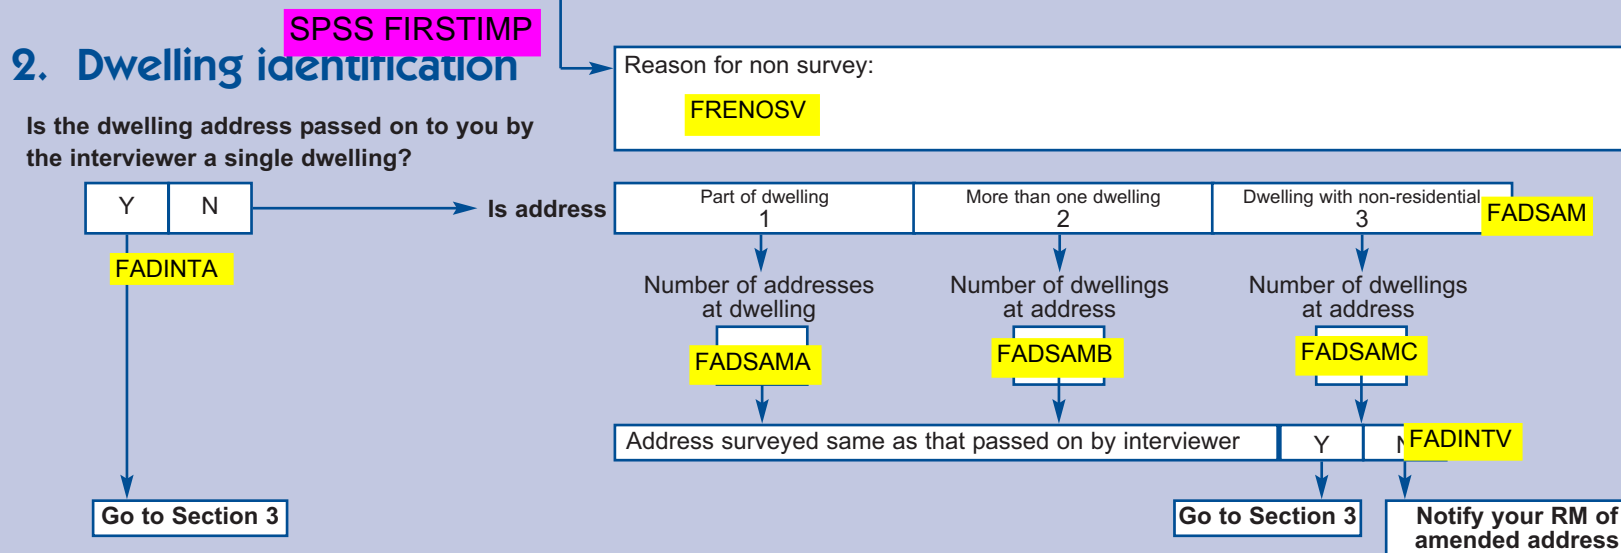 SPSS FIRSTIMP
2. Dwelling identification
Reason for non survey:
FRENOSV
Is the dwelling address passed on to you by
the interviewer a single dwelling?
Y N
Is address
Part of dwelling
1
More than one dwelling
2
Dwelling with non-residential
3
FADSAM
FADINTA
Number of addresses
at dwelling
Number of dwellings
at address
Number of dwellings
at address
FADSAMA
FADSAMB
FADSAMC
Address surveyed same as that passed on by interviewer
Y N
FADINTV
Go to Section 3
Go to Section 3
Notify your RM of
amended address